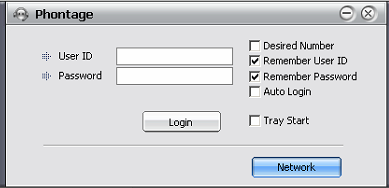 Phontage
User ID
Password
Desired Number
Remember User ID
Remember Password
Auto Login
Login
Tray Start
Network